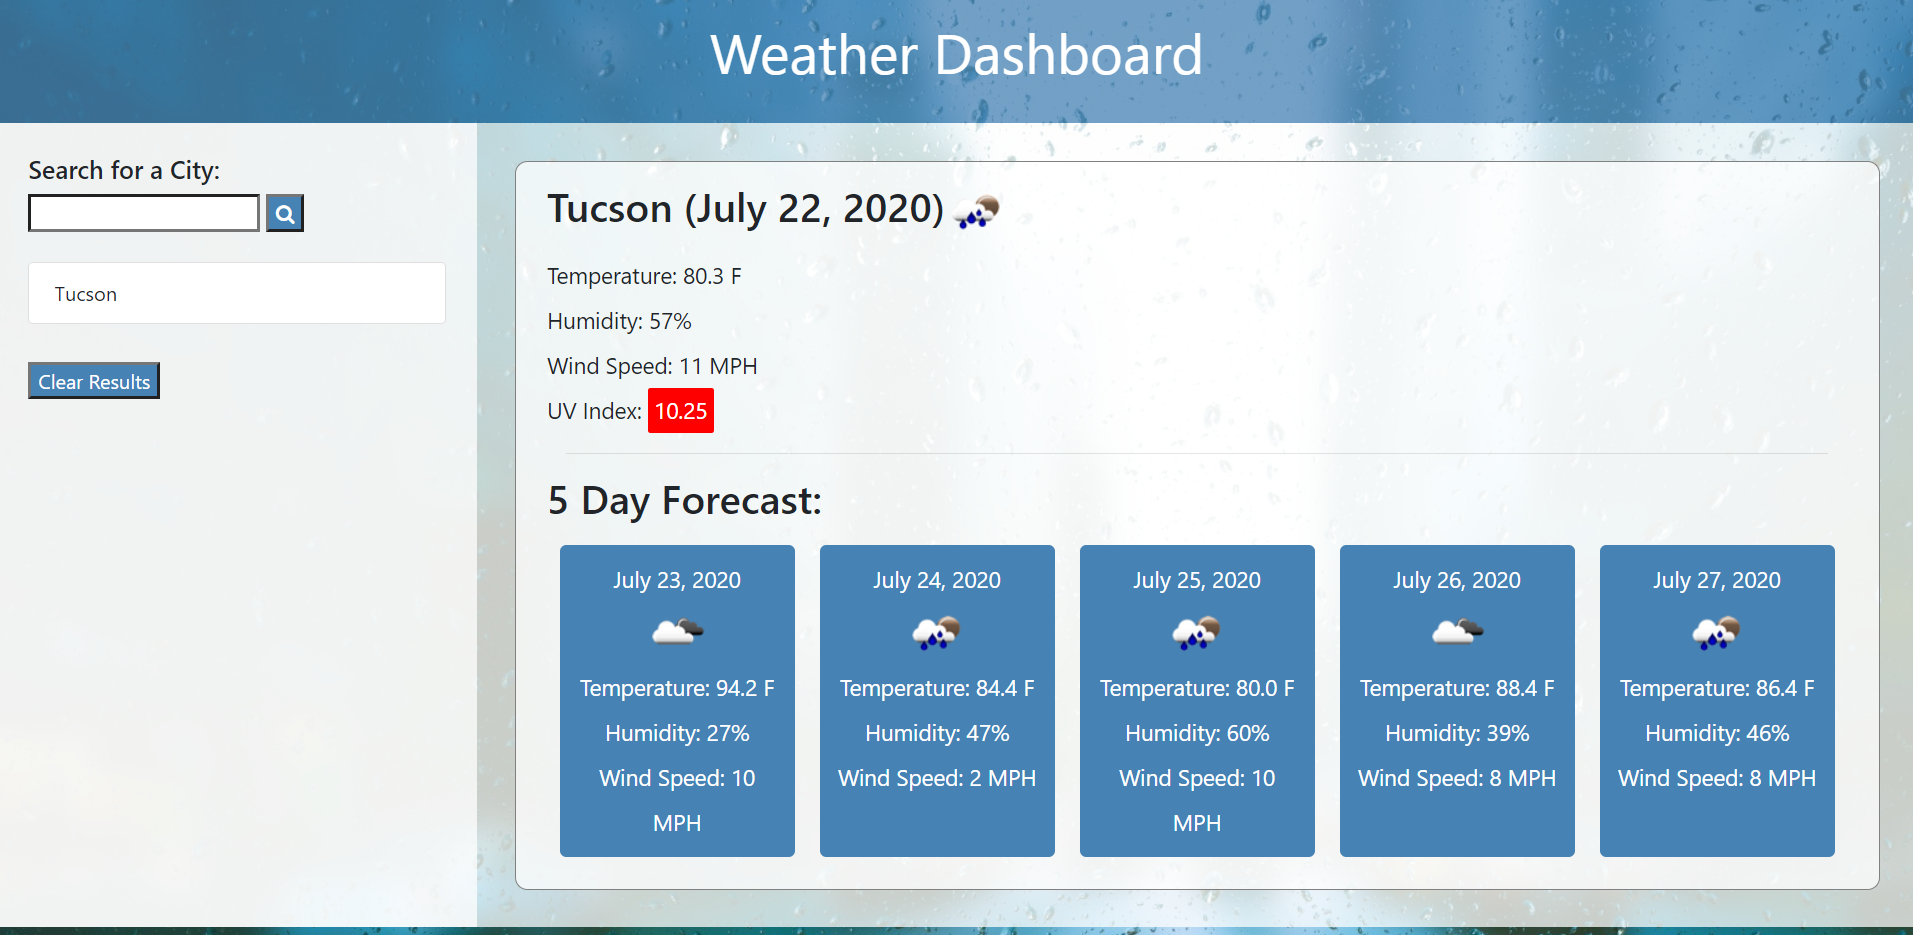 Weather Dashboard
Search for a City:
Tucson
Clear Results
Tucson (July 22, 2020)
Temperature: 80.3 F
Humidity: 57%
Wind Speed: 11 MPH
UV Index: 10.25
5 Day Forecast:
July 23, 2020
Temperature: 94.2 F
Humidity: 27%
Wind Speed: 10
MPH
July 24, 2020
Temperature: 84.4 F
Humidity: 47%
Wind Speed: 2 MPH
July 25, 2020
Temperature: 80.0 F
Humidity: 60%
Wind Speed: 10
MPH
July 26, 2020
Temperature: 88.4 F
Humidity: 39%
Wind Speed: 8 MPH
July 27, 2020
Temperature: 86.4 F
Humidity: 46%
Wind Speed: 8 MPH